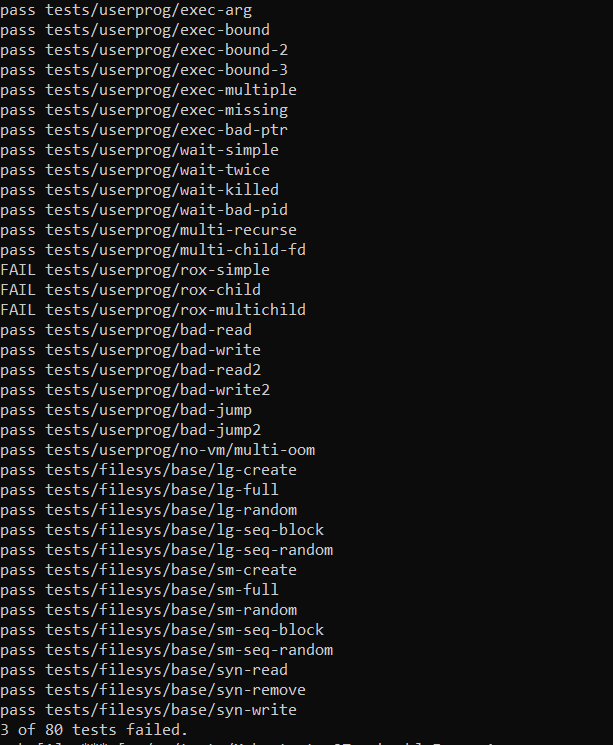 pass tests/userprog/exec-arg
pass tests/userprog/exec-bound
pass tests/userprog/exec-bound-2
pass tests/userprog/exec-bound-3
pass tests/userprog/exec-multiple
pass tests/userprog/exec-missing
pass tests/userprog/exec-bad-ptr
pass tests/userprog/wait-simple
pass tests/userprog/wait-twice
pass tests/userprog/wait-killed
pass tests/userprog/wait-bad-pid
pass tests/userprog/multi-recurse
pass tests/userprog/multi-child-fd
FAIL tests/userprog/rox-simple
FAIL tests/userprog/rox-child
FAIL tests/userprog/rox-multichild
pass tests/userprog/bad-read
pass tests/userprog/bad-write
pass tests/userprog/bad-read2
pass tests/userprog/bad-write2
pass tests/userprog/bad-jump
pass tests/userprog/bad-jump2
pass tests/userprog/no-vm/multi-oom
pass tests/filesys/base/lg-create
pass tests/filesys/base/lg-full
pass tests/filesys/base/lg-random
pass tests/filesys/base/lg-seq-block
pass tests/filesys/base/lg-seq-random
pass tests/filesys/base/sm-create
pass tests/filesys/base/sm-full
pass tests/filesys/base/sm-random
pass tests/filesys/base/sm-seq-block
pass tests/filesys/base/sm-seq-random
pass tests/filesys/base/syn-read
pass tests/filesys/base/syn-remove
pass tests/filesys/base/syn-write
3 of 80 tests failed.